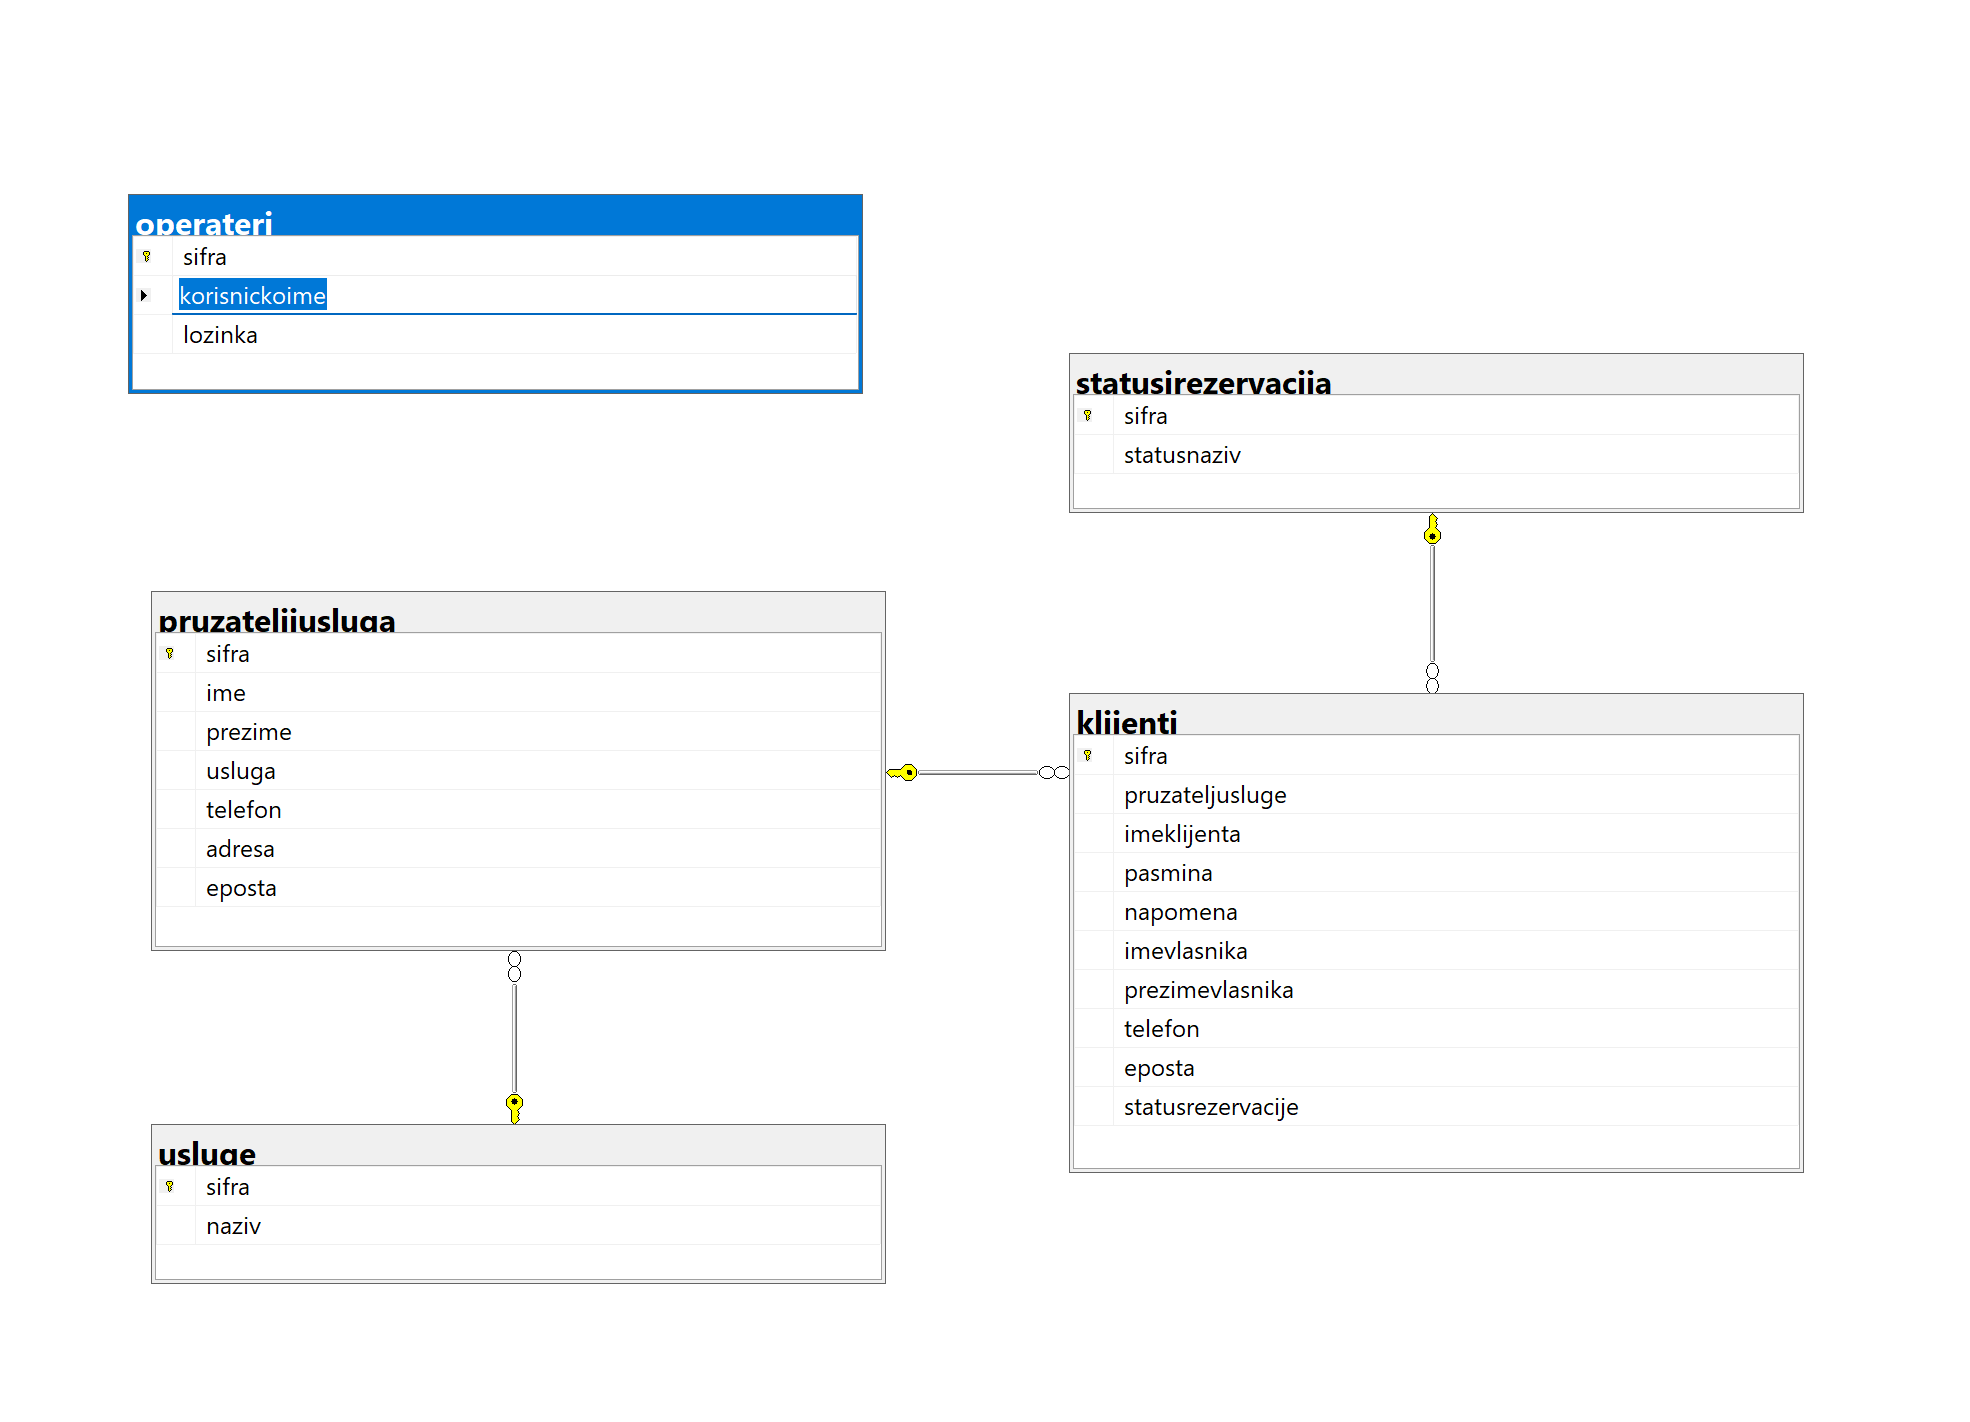 operateri
sifra
korisnickoime
lozinka
statusirezervacija
sifra
statusnaziv
pruzateljiusluga
sifra
ime
prezime
usluga
telefon
adresa
eposta
klijenti
sifra
pruzateljusluge
imeklijenta
pasmina
napomena
imevlasnika
prezimevlasnika
telefon
eposta
statusrezervacije
usluge
sifra
naziv